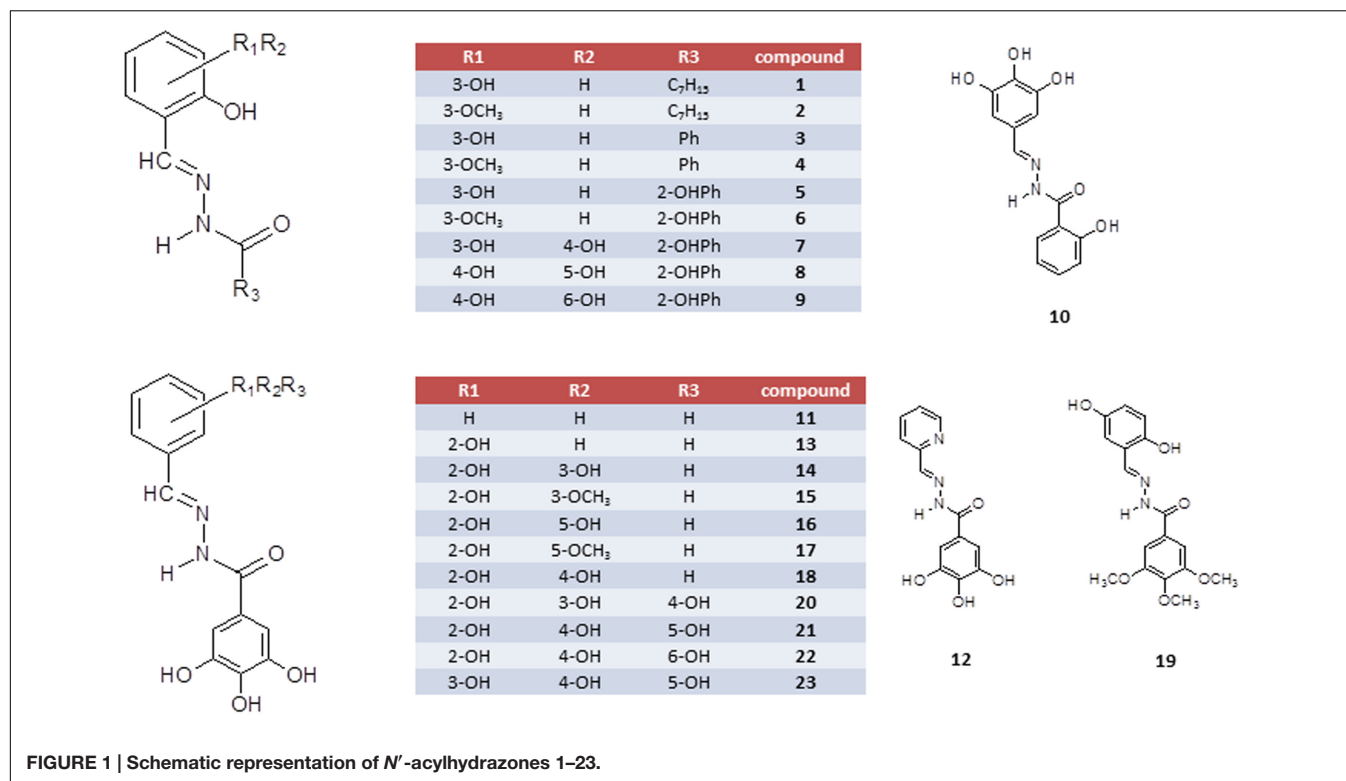 R₁R₂
OH
HC
N
N
H
O
R₃
R1 R2 R3 compound
3-OH H C₇H₁₅ 1
3-OCH₃ H C₇H₁₅ 2
3-OH H Ph 3
3-OCH₃ H Ph 4
3-OH H 2-OHPh 5
3-OCH₃ H 2-OHPh 6
3-OH 4-OH 2-OHPh 7
4-OH 5-OH 2-OHPh 8
4-OH 6-OH 2-OHPh 9
OH
HO
OH
N
N
H
O
OH
10
R₁R₂R₃
HC
N
N
H
O
HO
OH
OH
R1 R2 R3 compound
H H H 11
2-OH H H 13
2-OH 3-OH H 14
2-OH 3-OCH₃ H 15
2-OH 5-OH H 16
2-OH 5-OCH₃ H 17
2-OH 4-OH H 18
2-OH 3-OH 4-OH 20
2-OH 4-OH 5-OH 21
2-OH 4-OH 6-OH 22
3-OH 4-OH 5-OH 23
N
N
N
H
O
HO
OH
OH
12
HO
OH
N
N
H
O
OCH₃
OCH₃
OCH₃
19
FIGURE 1 | Schematic representation of N′-acylhydrazones 1–23.